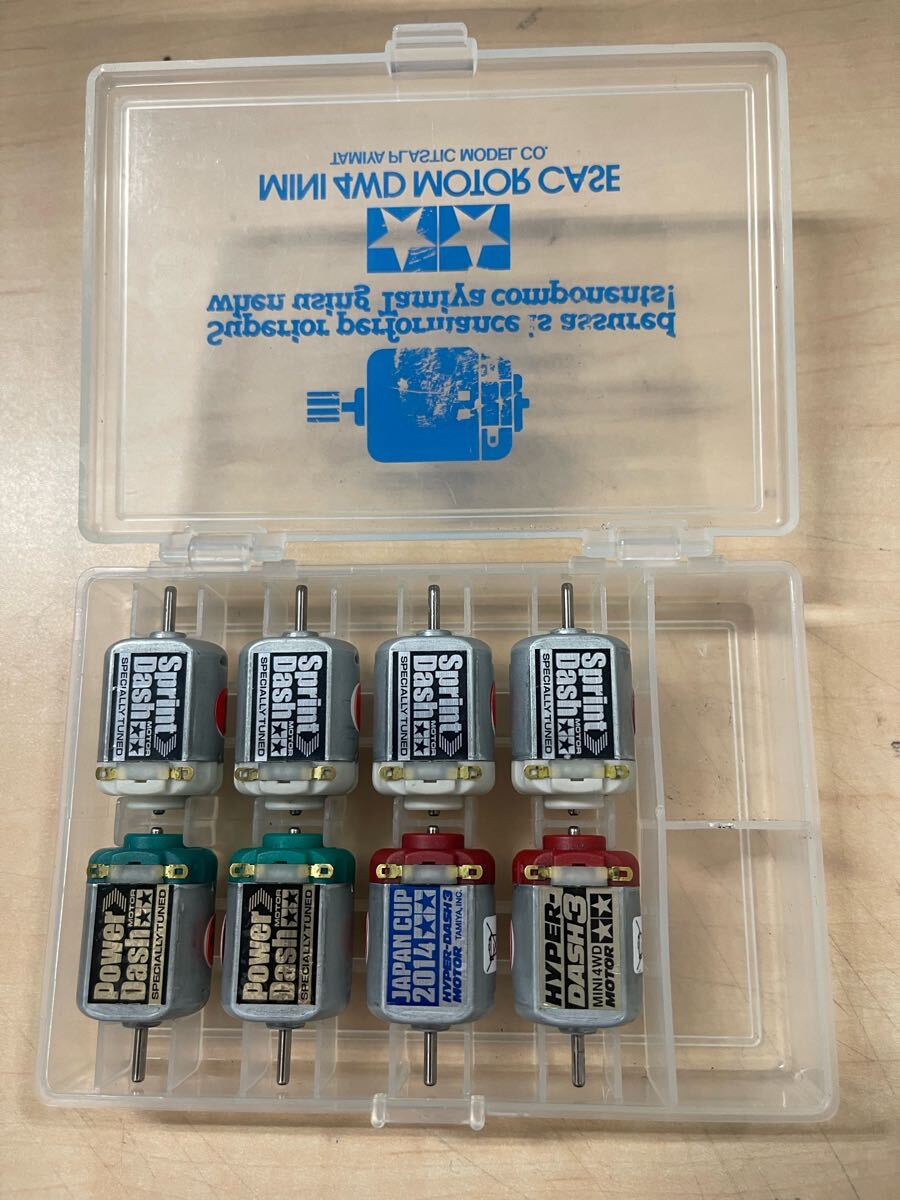 TAMIYA PLASTIC MODEL CO.
MINI 4WD MOTOR CASE
when using Tamiya components!
Superior performance is assured
Sprint
Dash MOTOR
SPECIALLY TUNED
Sprint
Dash MOTOR
SPECIALLY TUNED
Sprint
Dash MOTOR
SPECIALLY TUNED
Sprint
Dash MOTOR
SPECIALLY TUNED
Power
Dash MOTOR
SPECIALLY TUNED
Power
Dash MOTOR
SPECIALLY TUNED
JAPAN CUP
2014
HYPER-DASH 3
MOTOR TAMIYA, INC.
HYPER-
DASH3
MINI 4WD
MOTOR